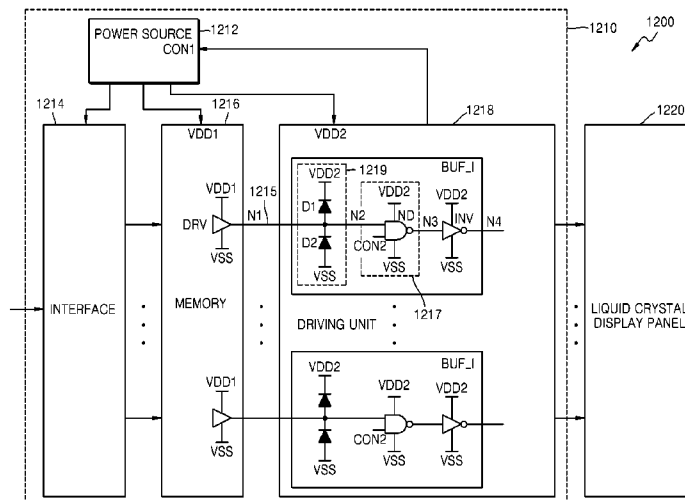 1212
1210
1200
POWER SOURCE
CON1
1214
1216
1218
1220
VDD1
VDD2
BUF_I
1219
VDD2
VDD1
1215
D1
VDD2
VDD2
N1
N2
ND
N3
INV
N4
DRV
CON2
D2
VSS
VSS
VSS
VSS
1217
INTERFACE
MEMORY
DRIVING UNIT
LIQUID CRYSTAL
DISPLAY PANEL
BUF_I
VDD2
VDD1
VDD2
VDD2
CON2
VSS
VSS
VSS
VSS